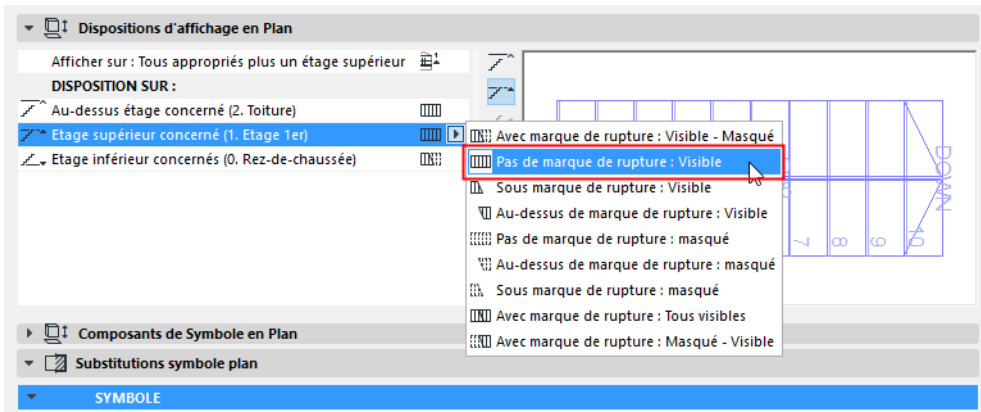 Dispositions d'affichage en Plan
Afficher sur : Tous appropriés plus un étage supérieur
DISPOSITION SUR :
Au-dessus étage concerné (2. Toiture)
Etage supérieur concerné (1. Etage 1er)
Etage inférieur concernés (0. Rez-de-chaussée)
Avec marque de rupture : Visible - Masqué
Pas de marque de rupture : Visible
Sous marque de rupture : Visible
Au-dessus de marque de rupture : Visible
Pas de marque de rupture : masqué
Au-dessus de marque de rupture : masqué
Sous marque de rupture : masqué
Avec marque de rupture : Tous visibles
Avec marque de rupture : Masqué - Visible
7 8 9 10
DOWN
Composants de Symbole en Plan
Substitutions symbole plan
SYMBOLE